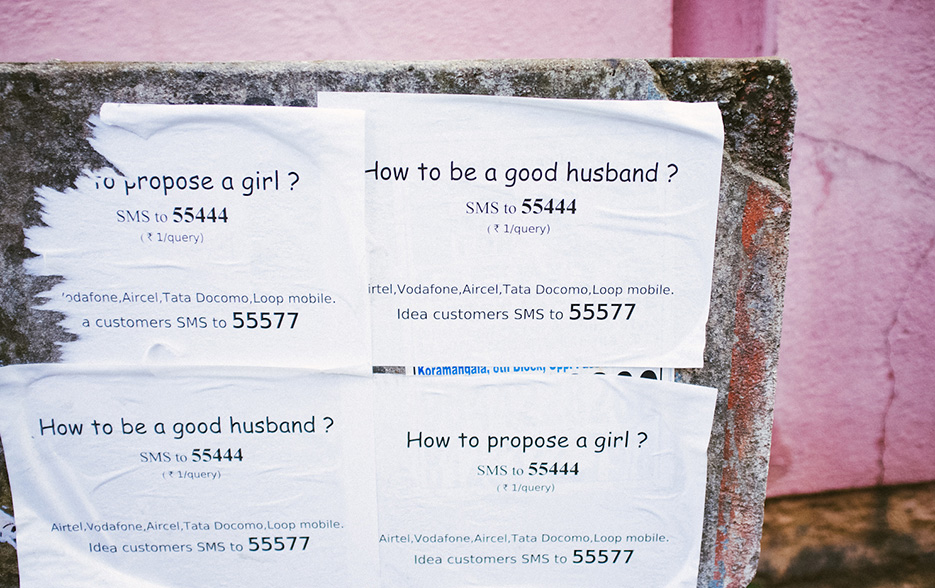 propose a girl ?
SMS to 55444
( ₹ 1/query)
Vodafone,Aircel,Tata Docomo,Loop mobile.
a customers SMS to 55577
How to be a good husband ?
SMS to 55444
( ₹ 1/query)
irtel,Vodafone,Aircel,Tata Docomo,Loop mobile.
Idea customers SMS to 55577
Koramangala,
How to be a good husband ?
SMS to 55444
( ₹ 1/query)
Airtel,Vodafone,Aircel,Tata Docomo,Loop mobile.
Idea customers SMS to 55577
How to propose a girl ?
SMS to 55444
( ₹ 1/query)
Airtel,Vodafone,Aircel,Tata Docomo,Loop mobile.
Idea customers SMS to 55577